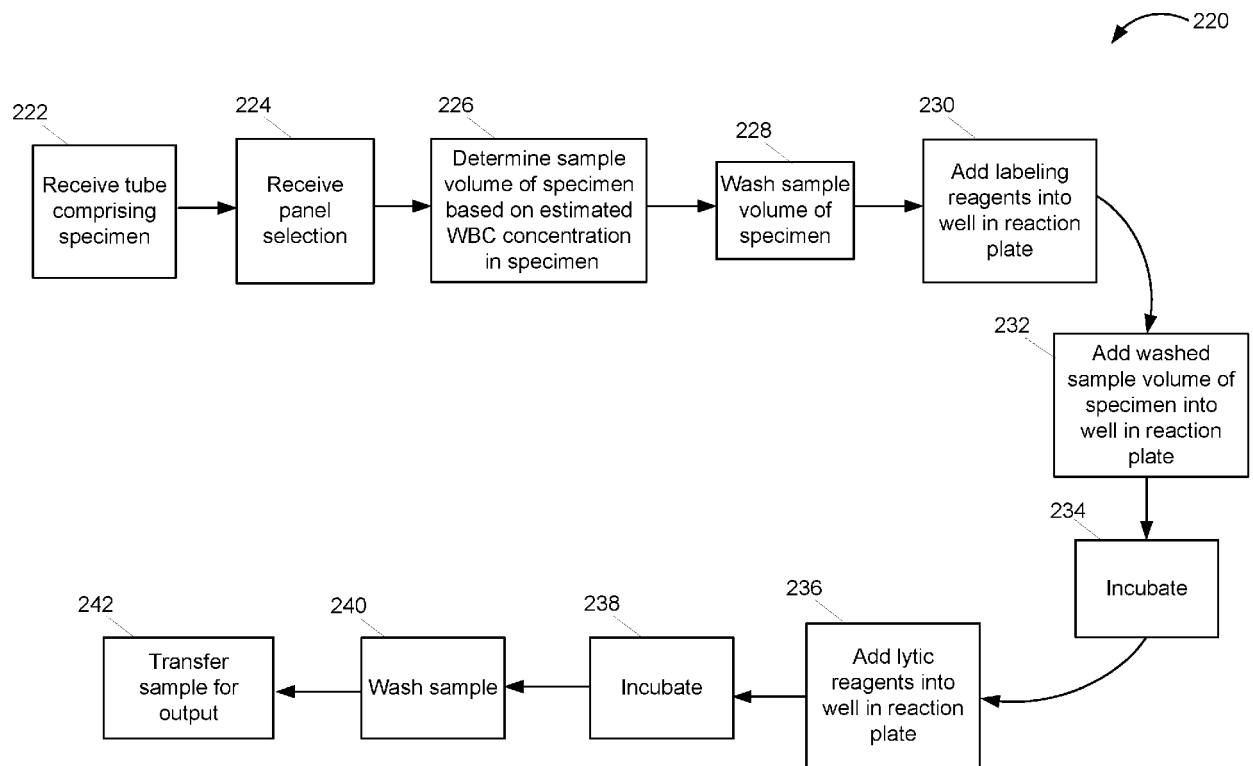 220
222
Receive tube
comprising
specimen
224
Receive
panel
selection
226
Determine sample
volume of specimen
based on estimated
WBC concentration
in specimen
228
Wash sample
volume of
specimen
230
Add labeling
reagents into
well in reaction
plate
232
Add washed
sample volume of
specimen into
well in reaction
plate
234
Incubate
236
Add lytic
reagents into
well in reaction
plate
238
Incubate
240
Wash sample
242
Transfer
sample for
output